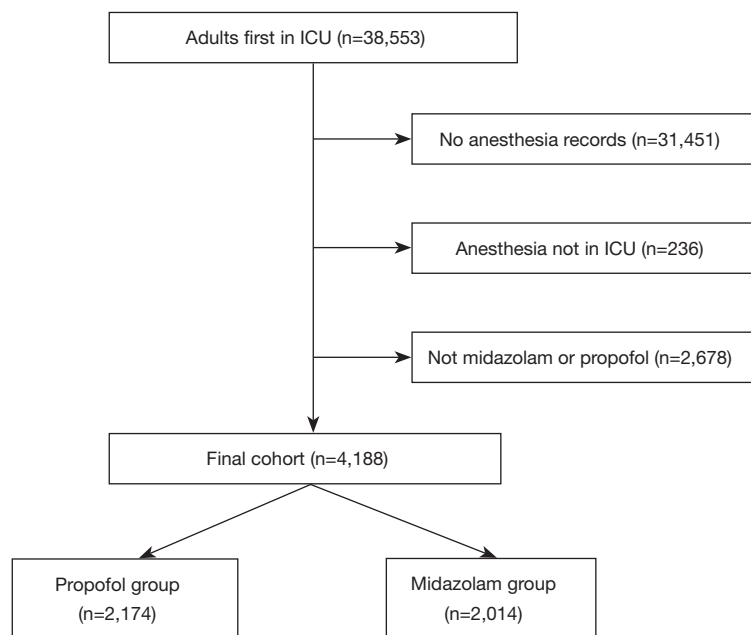 Adults first in ICU (n=38,553)
No anesthesia records (n=31,451)
Anesthesia not in ICU (n=236)
Not midazolam or propofol (n=2,678)
Final cohort (n=4,188)
Propofol group
(n=2,174)
Midazolam group
(n=2,014)